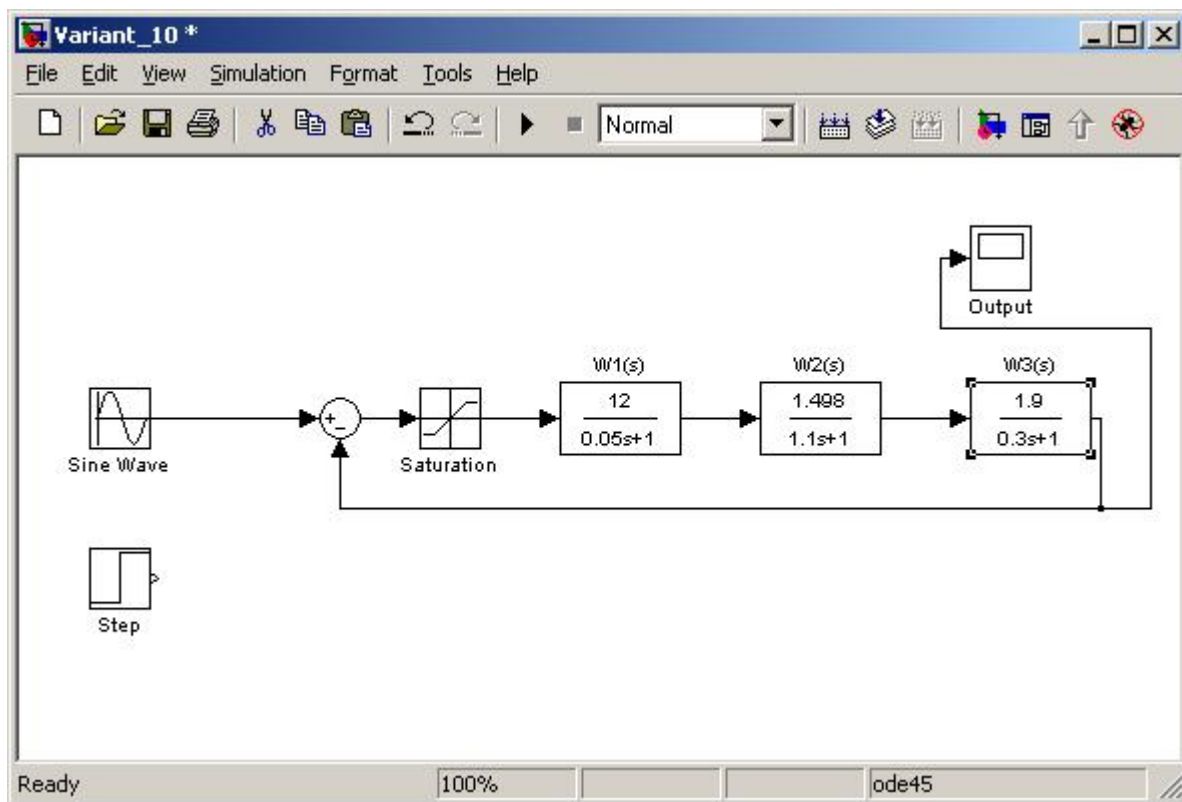 Variant_10 *
File Edit View Simulation Format Tools Help
Normal
Output
W1(s) W2(s) W3(s)
12 1.498 1.9
0.05s+1 1.1s+1 0.3s+1
+
−
Sine Wave Saturation
Step
Ready 100% ode45